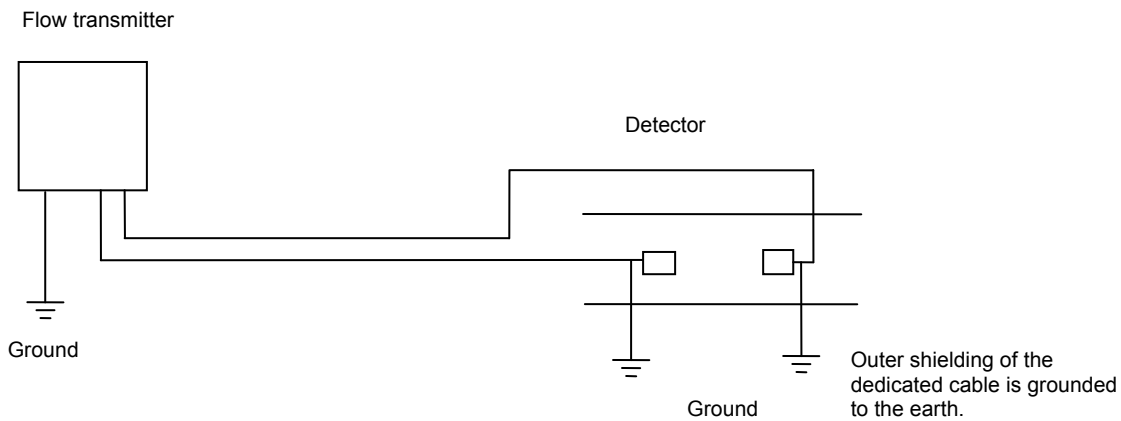 Flow transmitter
Detector
Ground
Ground
Outer shielding of the
dedicated cable is grounded
to the earth.